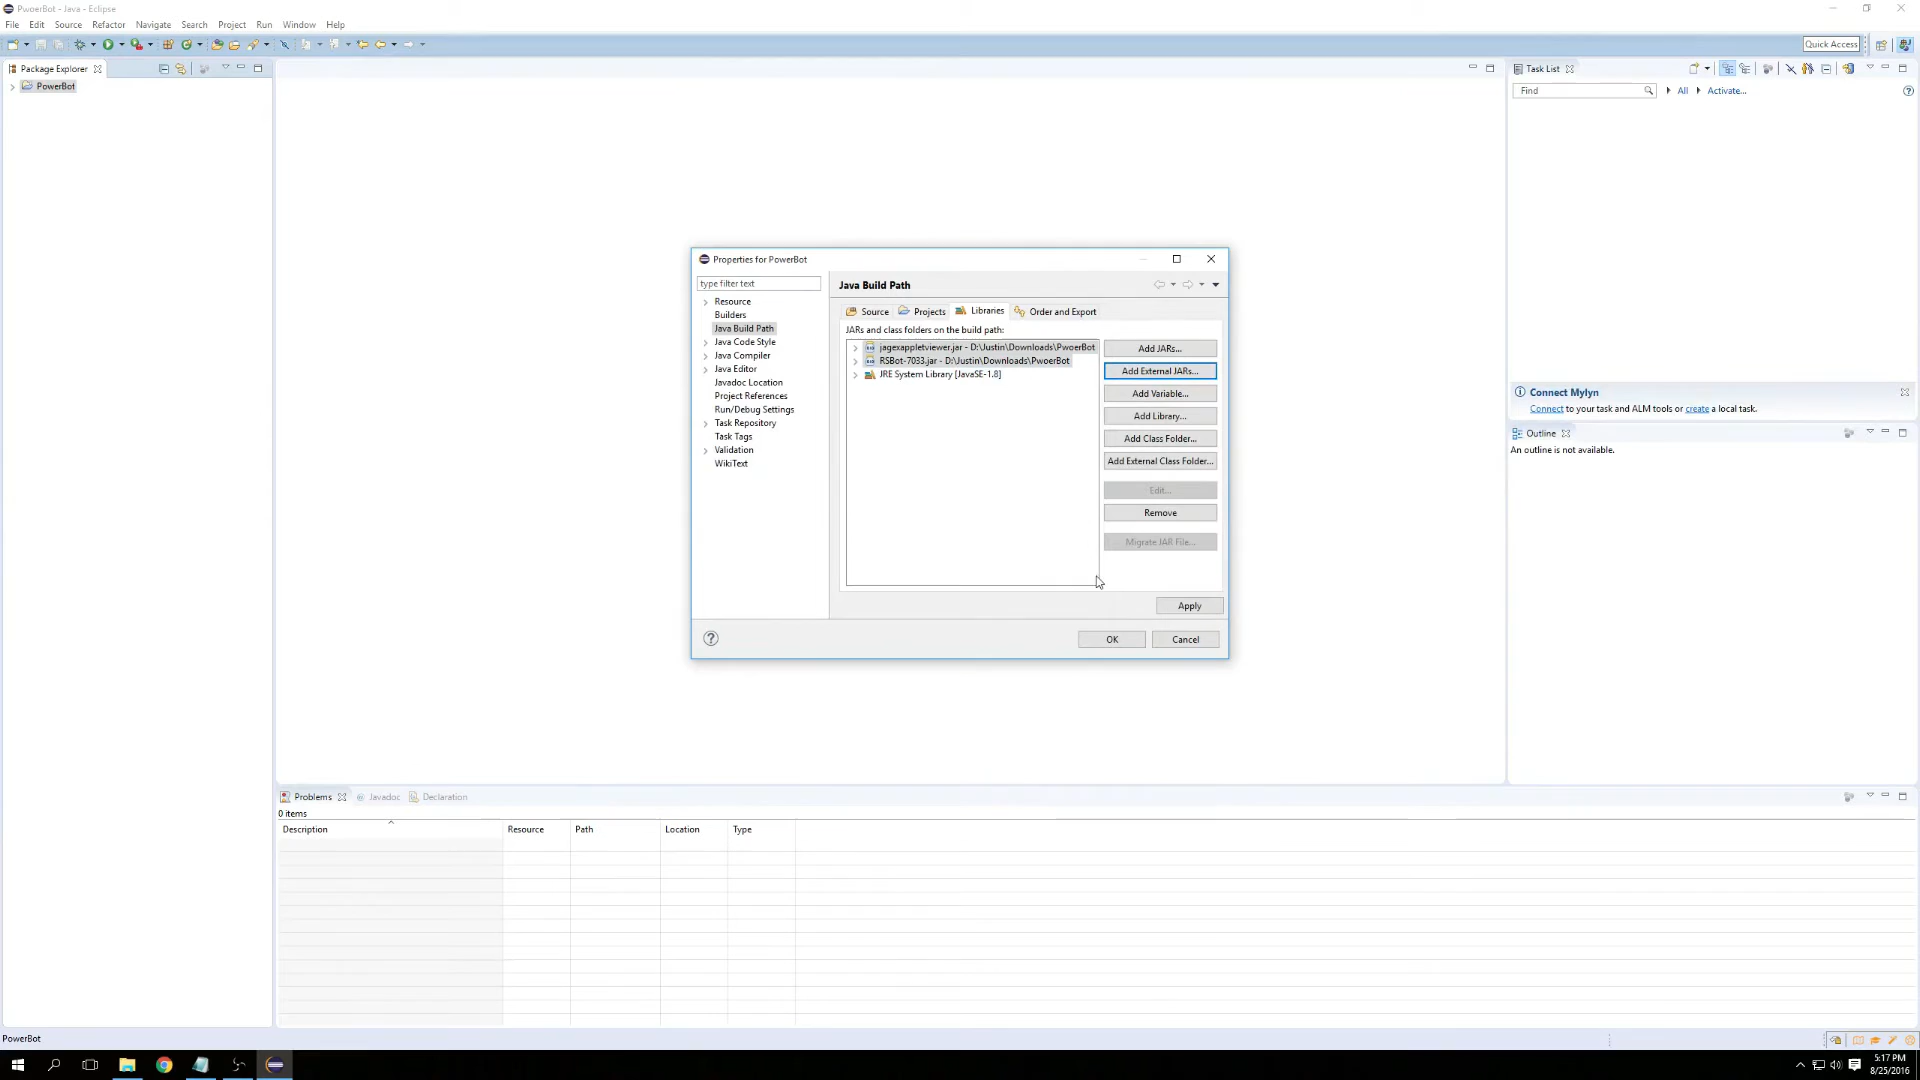 PwoerBot - Java - Eclipse
File Edit Source Refactor Navigate Search Project Run Window Help
Quick Access
Package Explorer
PowerBot
Task List
Find
All
Activate...
Properties for PowerBot
type filter text
Resource
Builders
Java Build Path
Java Code Style
Java Compiler
Java Editor
Javadoc Location
Project References
Run/Debug Settings
Task Repository
Task Tags
Validation
WikiText
Java Build Path
Source Projects Libraries Order and Export
JARs and class folders on the build path:
jagexappletviewer.jar - D:\Justin\Downloads\PwoerBot
RSBot-7033.jar - D:\Justin\Downloads\PwoerBot
JRE System Library [JavaSE-1.8]
Add JARs...
Add External JARs...
Add Variable...
Add Library...
Add Class Folder...
Add External Class Folder...
Edit...
Remove
Migrate JAR File...
Apply
OK
Cancel
Connect Mylyn
Connect to your task and ALM tools or create a local task.
Outline
An outline is not available.
Problems Javadoc Declaration
0 items
Description Resource Path Location Type
PowerBot
5:17 PM
8/25/2016